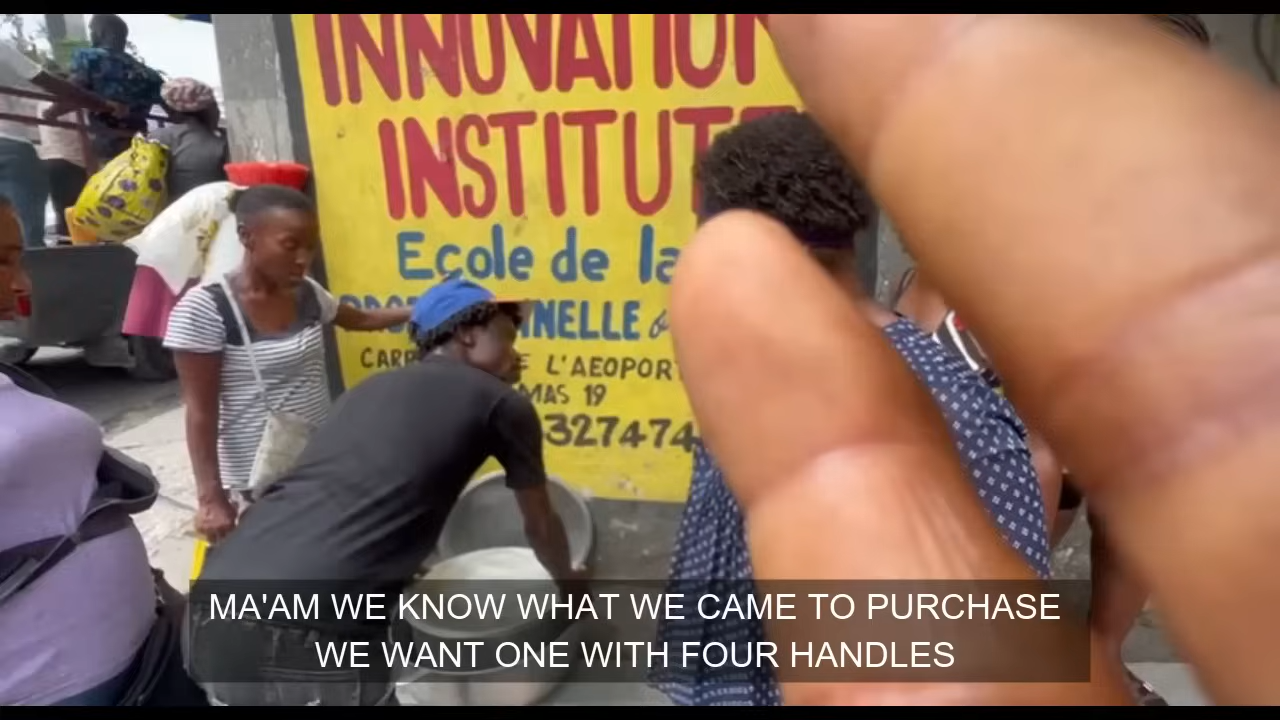 INNOVATION
INSTITUT
Ecole de la
NELLE
L'AEOPORT
MAS 19
327474
MA'AM WE KNOW WHAT WE CAME TO PURCHASE
WE WANT ONE WITH FOUR HANDLES